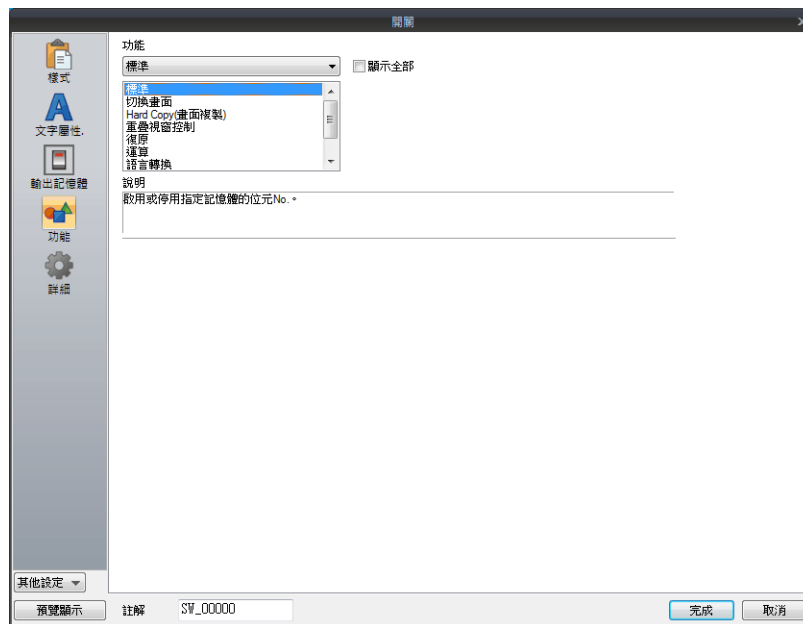 開關
樣式
文字屬性.
輸出記憶體
功能
詳細
功能
標準
顯示全部
標準
切換畫面
Hard Copy(畫面複製)
重疊視窗控制
復原
運算
語言轉換
說明
啟用或停用指定記憶體的位元No.。
其他設定
預覽顯示
註解
SW_00000
完成
取消